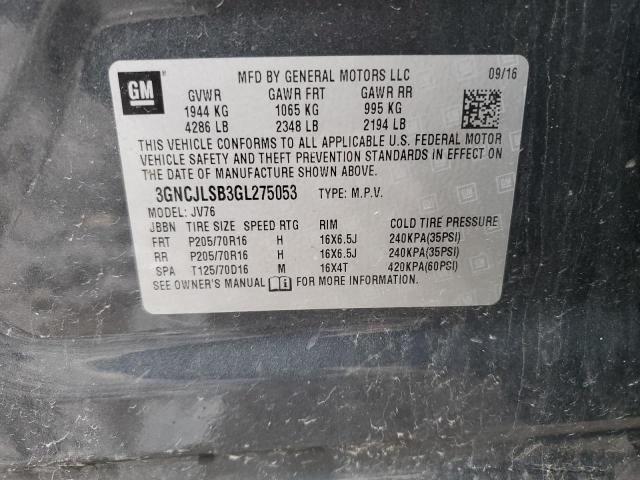 GM
MFD BY GENERAL MOTORS LLC 09/16
GVWR GAWR FRT GAWR RR
1944 KG 1065 KG 995 KG
4286 LB 2348 LB 2194 LB
THIS VEHICLE CONFORMS TO ALL APPLICABLE U.S. FEDERAL MOTOR
VEHICLE SAFETY AND THEFT PREVENTION STANDARDS IN EFFECT ON
THE DATE OF MANUFACTURE SHOWN ABOVE.
3GNCJLSB3GL275053 TYPE: M.P.V.
MODEL: JV76
JBBN TIRE SIZE SPEED RTG RIM COLD TIRE PRESSURE
FRT P205/70R16 H 16X6.5J 240KPA(35PSI)
RR P205/70R16 H 16X6.5J 240KPA(35PSI)
SPA T125/70D16 M 16X4T 420KPA(60PSI)
SEE OWNER'S MANUAL FOR MORE INFORMATION.